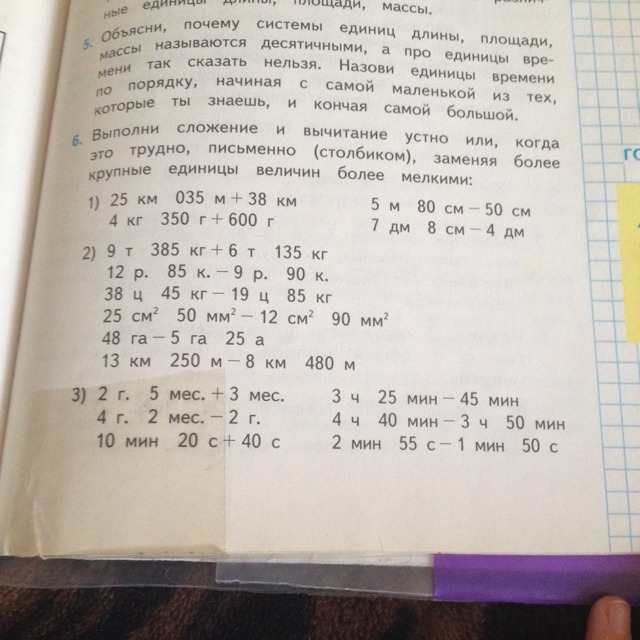 ные единицы длины, площади, массы.
5. Объясни, почему системы единиц длины, площади,
массы называются десятичными, а про единицы вре-
мени так сказать нельзя. Назови единицы времени
по порядку, начиная с самой маленькой из тех,
которые ты знаешь, и кончая самой большой.
6. Выполни сложение и вычитание устно или, когда
это трудно, письменно (столбиком), заменяя более
крупные единицы величин более мелкими:
1) 25 км 035 м + 38 км 5 м 80 см − 50 см
4 кг 350 г + 600 г 7 дм 8 см − 4 дм
2) 9 т 385 кг + 6 т 135 кг
12 р. 85 к. − 9 р. 90 к.
38 ц 45 кг − 19 ц 85 кг
25 см² 50 мм² − 12 см² 90 мм²
48 га − 5 га 25 а
13 км 250 м − 8 км 480 м
3) 2 г. 5 мес. + 3 мес. 3 ч 25 мин − 45 мин
4 г. 2 мес. − 2 г. 4 ч 40 мин − 3 ч 50 мин
10 мин 20 с + 40 с 2 мин 55 с − 1 мин 50 с